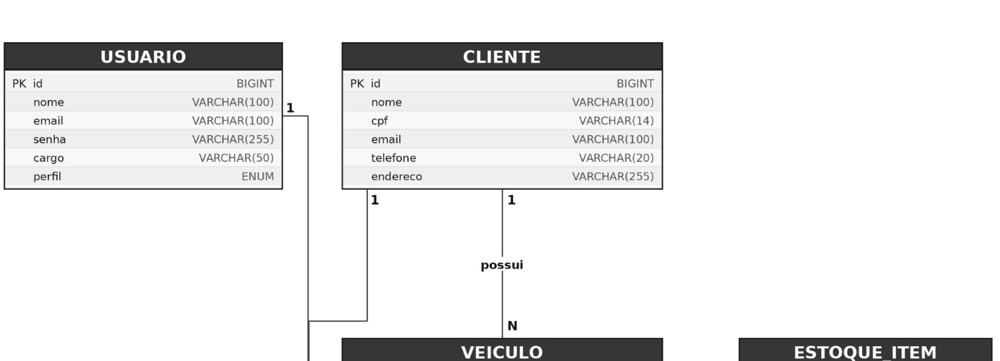 USUARIO
PK id BIGINT
nome VARCHAR(100)
email VARCHAR(100)
senha VARCHAR(255)
cargo VARCHAR(50)
perfil ENUM
1
CLIENTE
PK id BIGINT
nome VARCHAR(100)
cpf VARCHAR(14)
email VARCHAR(100)
telefone VARCHAR(20)
endereco VARCHAR(255)
1
1
possui
N
VEICULO
ESTOQUE_ITEM